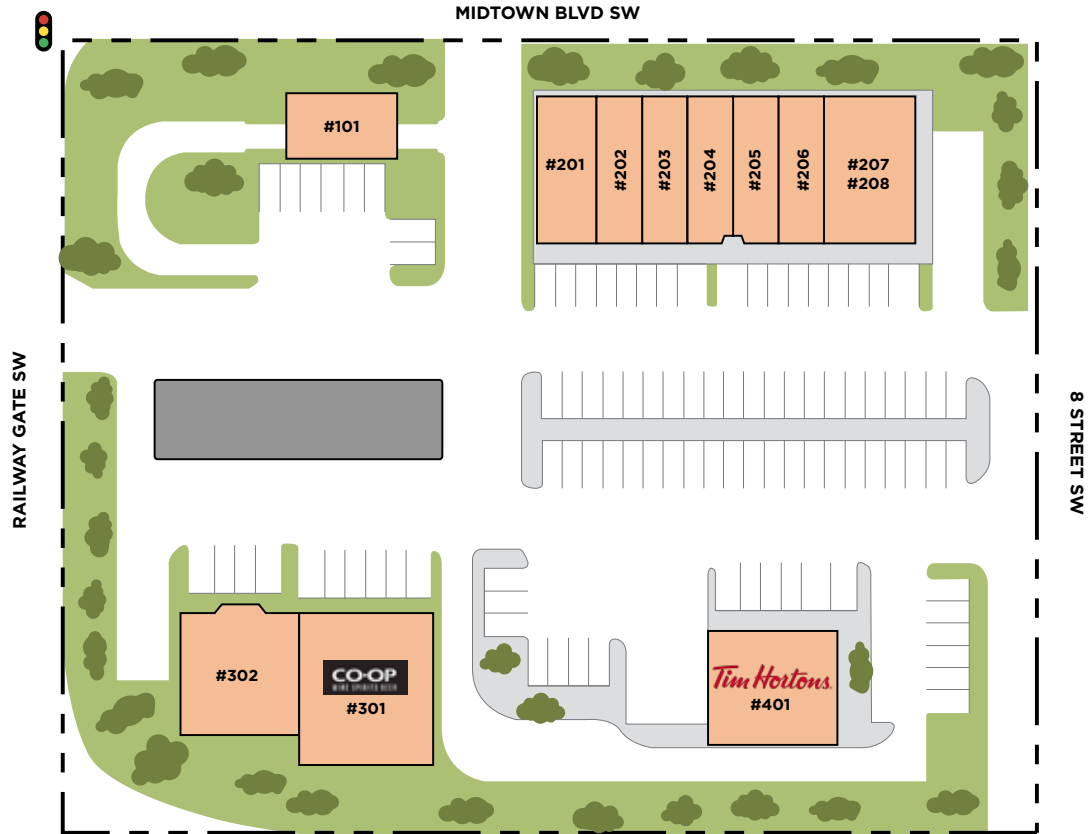 MIDTOWN BLVD SW
#101
#201
#202
#203
#204
#205
#206
#207
#208
RAILWAY GATE SW
8 STREET SW
#302
CO-OP
WINE SPIRITS BEER
#301
Tim Hortons
#401